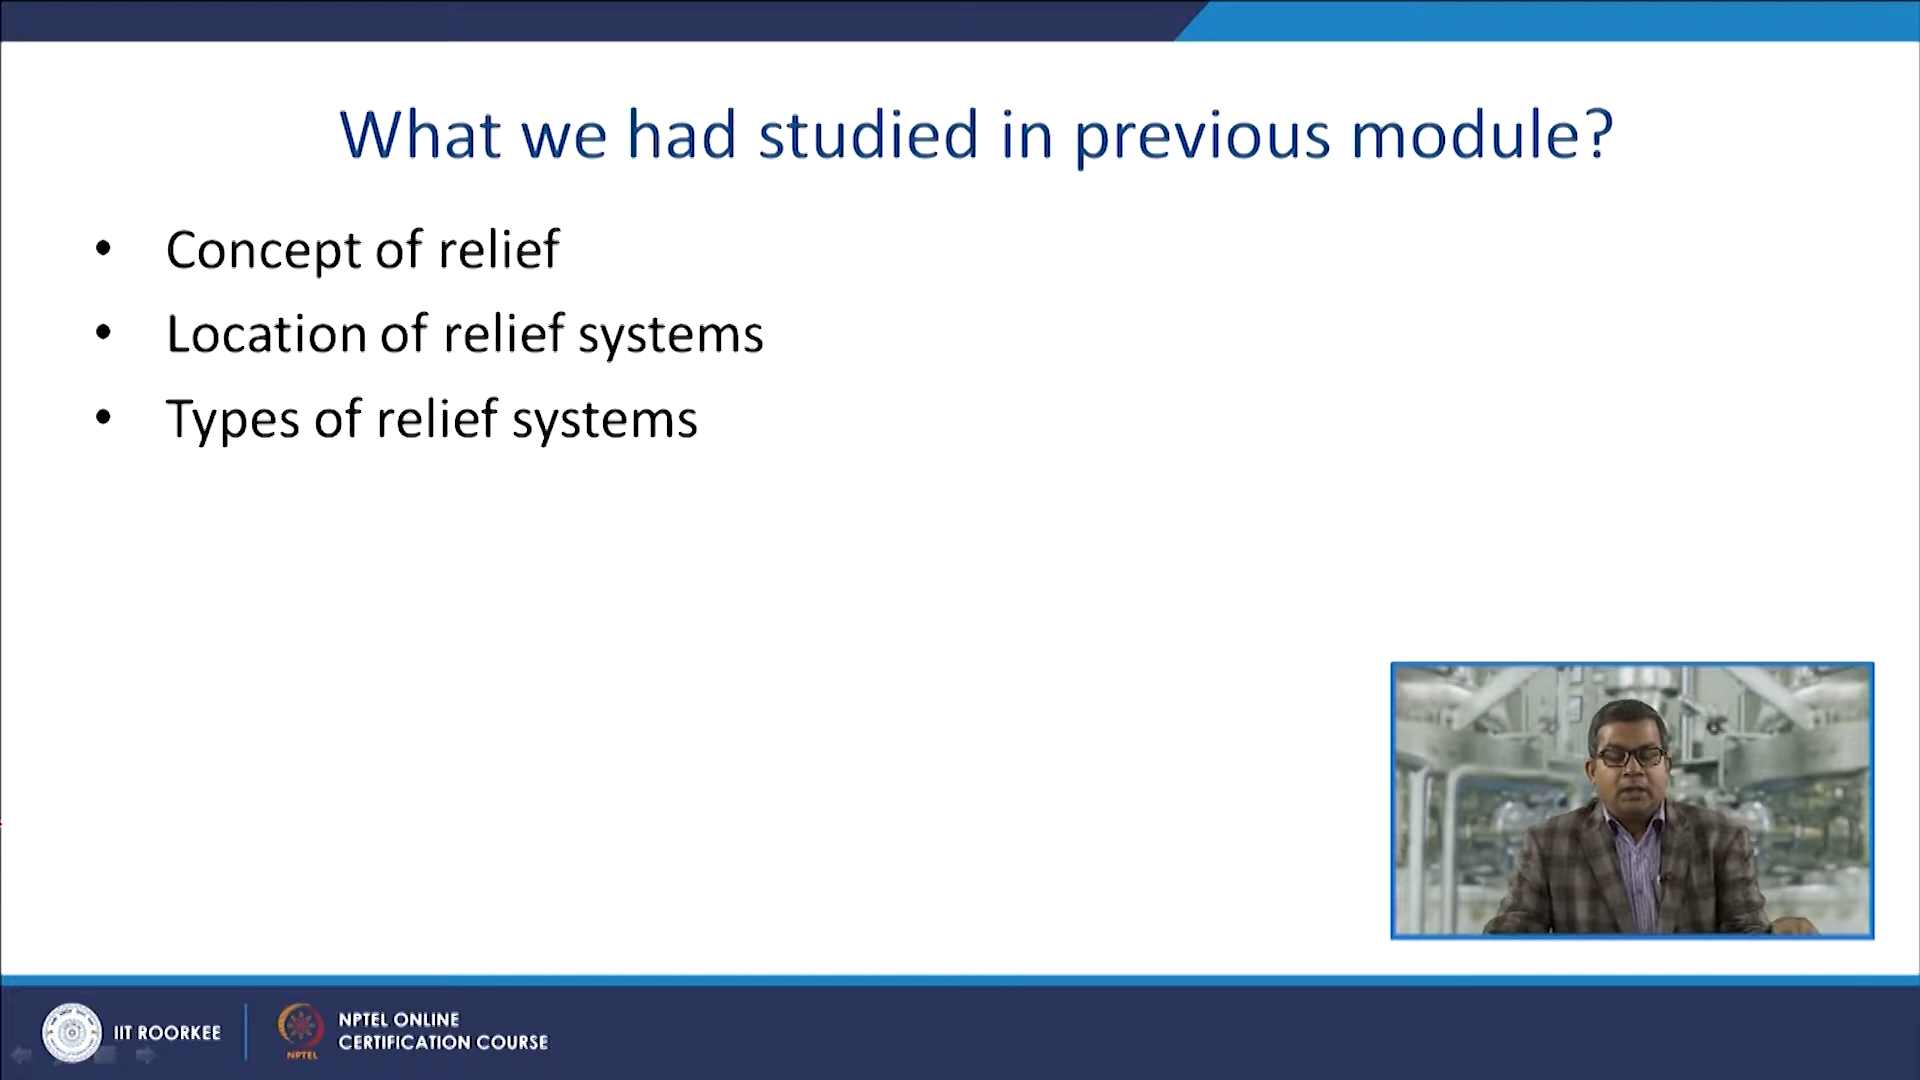 What we had studied in previous module?
• Concept of relief
• Location of relief systems
• Types of relief systems
IIT ROORKEE
NPTEL
NPTEL ONLINE
CERTIFICATION COURSE